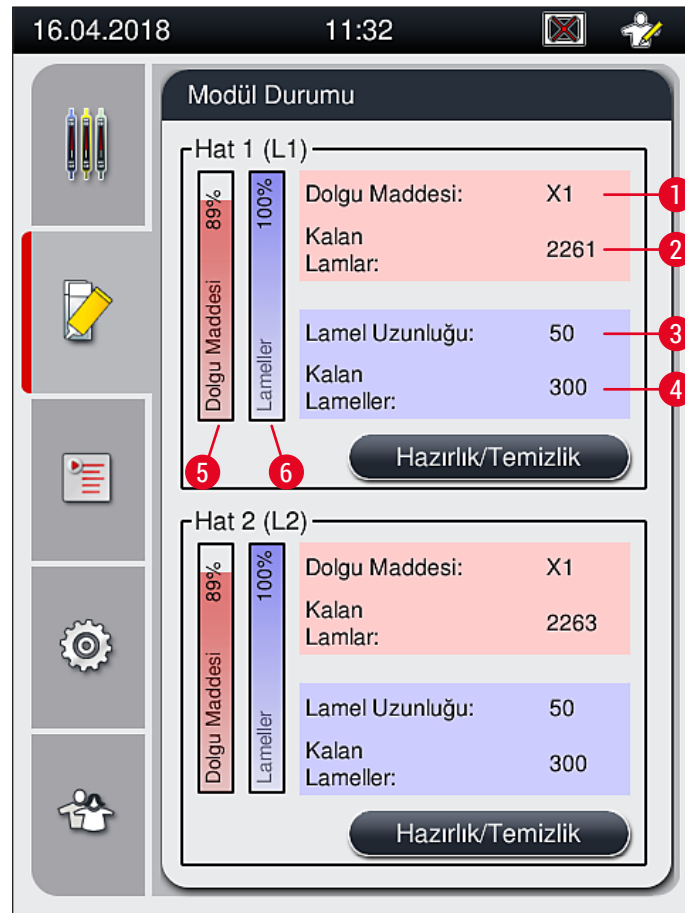 16.04.2018 11:32
Modül Durumu
Hat 1 (L1)
89%
Dolgu Maddesi
100%
Lameller
Dolgu Maddesi: X1
1
Kalan
Lamlar: 2261
2
Lamel Uzunluğu: 50
3
Kalan
Lameller: 300
4
5
6
Hazırlık/Temizlik
Hat 2 (L2)
89%
Dolgu Maddesi
100%
Lameller
Dolgu Maddesi: X1
Kalan
Lamlar: 2263
Lamel Uzunluğu: 50
Kalan
Lameller: 300
Hazırlık/Temizlik